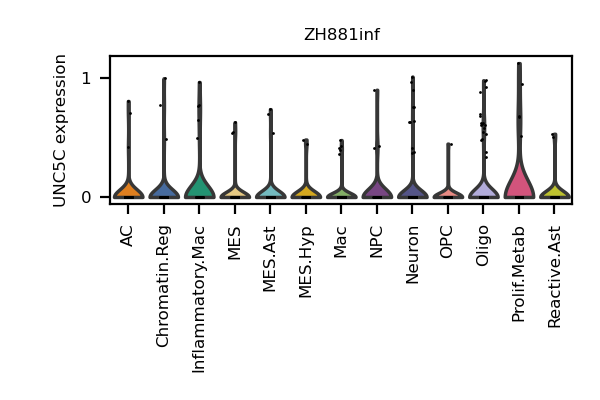 ZH881inf
UNC5C expression
1
0
AC
Chromatin.Reg
Inflammatory.Mac
MES
MES.Ast
MES.Hyp
Mac
NPC
Neuron
OPC
Oligo
Prolif.Metab
Reactive.Ast